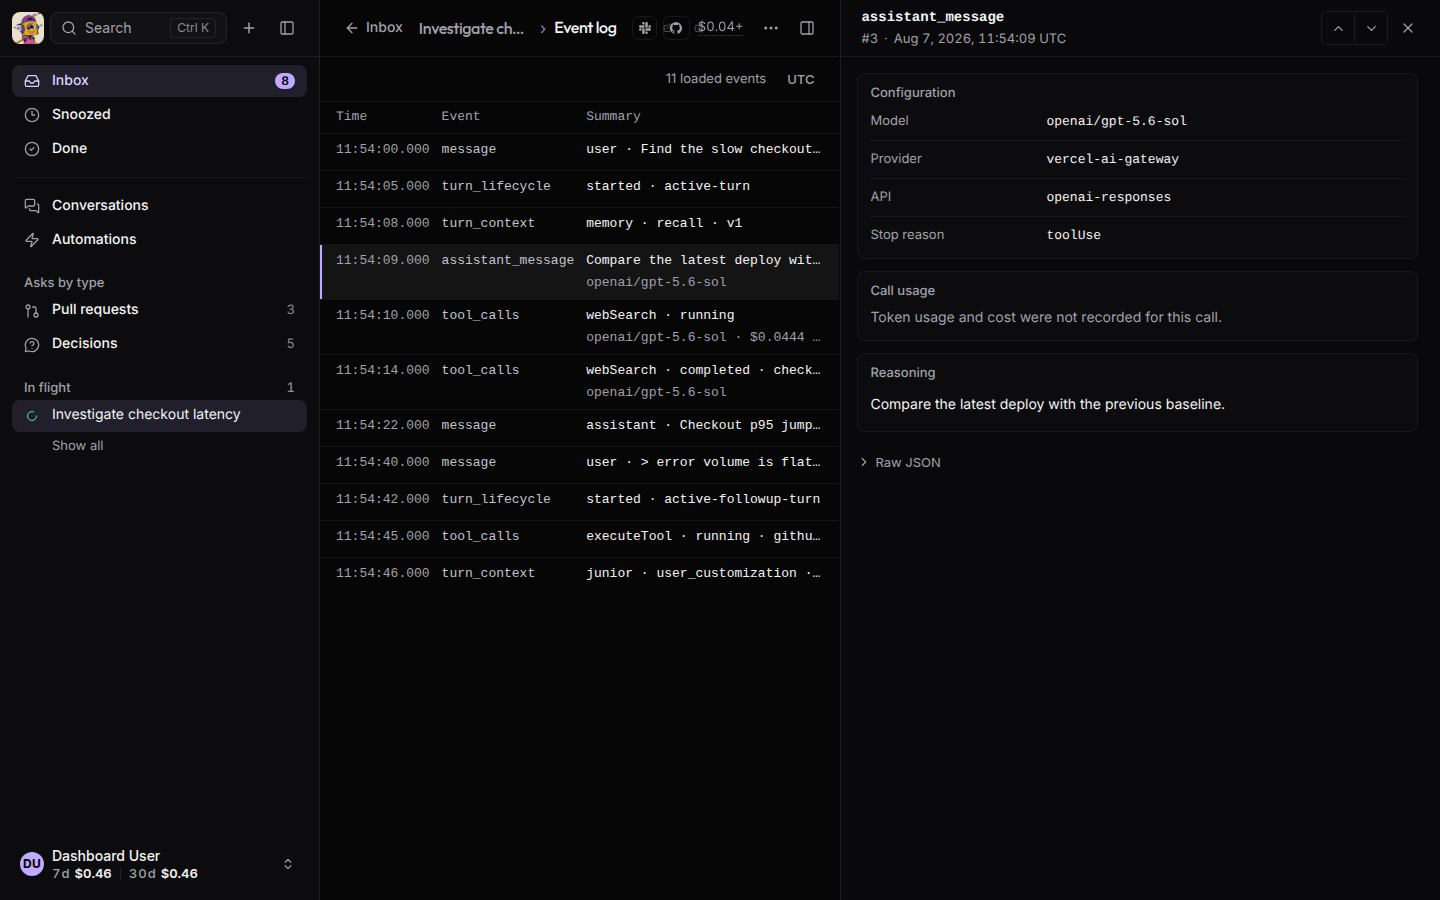 Search
Ctrl K
Inbox
8
Snoozed
Done
Conversations
Automations
Asks by type
Pull requests
3
Decisions
5
In flight
1
Investigate checkout latency
Show all
DU
Dashboard User
7d $0.46 | 30d $0.46
Inbox
Investigate ch...
Event log
$0.04+
11 loaded events
UTC
Time Event Summary
11:54:00.000 message user · Find the slow checkout…
11:54:05.000 turn_lifecycle started · active-turn
11:54:08.000 turn_context memory · recall · v1
11:54:09.000 assistant_message Compare the latest deploy wit…
openai/gpt-5.6-sol
11:54:10.000 tool_calls webSearch · running
openai/gpt-5.6-sol · $0.0444 …
11:54:14.000 tool_calls webSearch · completed · check…
openai/gpt-5.6-sol
11:54:22.000 message assistant · Checkout p95 jump…
11:54:40.000 message user · > error volume is flat…
11:54:42.000 turn_lifecycle started · active-followup-turn
11:54:45.000 tool_calls executeTool · running · githu…
11:54:46.000 turn_context junior · user_customization ·…
assistant_message
#3 · Aug 7, 2026, 11:54:09 UTC
Configuration
Model openai/gpt-5.6-sol
Provider vercel-ai-gateway
API openai-responses
Stop reason toolUse
Call usage
Token usage and cost were not recorded for this call.
Reasoning
Compare the latest deploy with the previous baseline.
Raw JSON